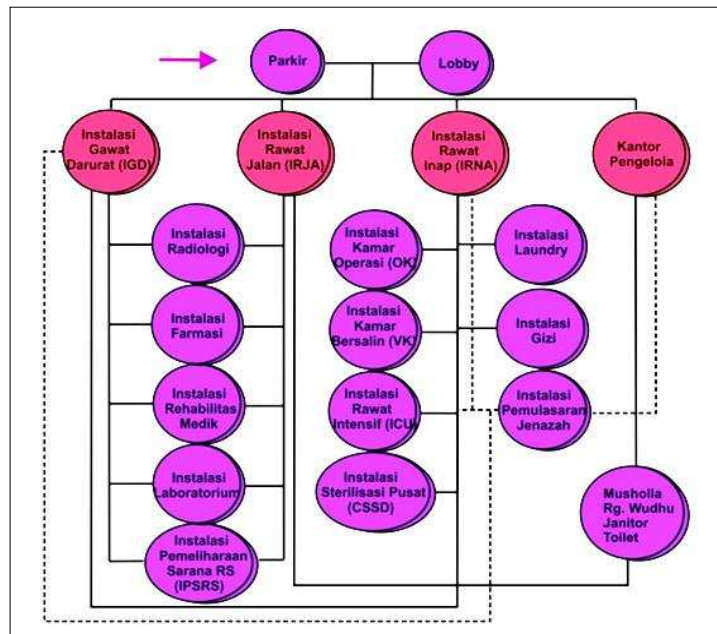 Parkir
Lobby
Instalasi
Gawat
Darurat (IGD)
Instalasi
Rawat
Jalan (IRJA)
Instalasi
Rawat
Inap (IRNA)
Kantor
Pengelola
Instalasi
Radiologi
Instalasi
Kamar
Operasi (OK)
Instalasi
Laundry
Instalasi
Farmasi
Instalasi
Kamar
Bersalin (VK)
Instalasi
Gizi
Instalasi
Rehabilitas
Medik
Instalasi
Rawat
Intensif (ICU)
Instalasi
Pemulasaran
Jenazah
Instalasi
Laboratorium
Instalasi
Sterilisasi Pusat
(CSSD)
Musholla
Rg. Wudhu
Janitor
Toilet
Instalasi
Pemeliharaan
Sarana RS
(IPSRS)